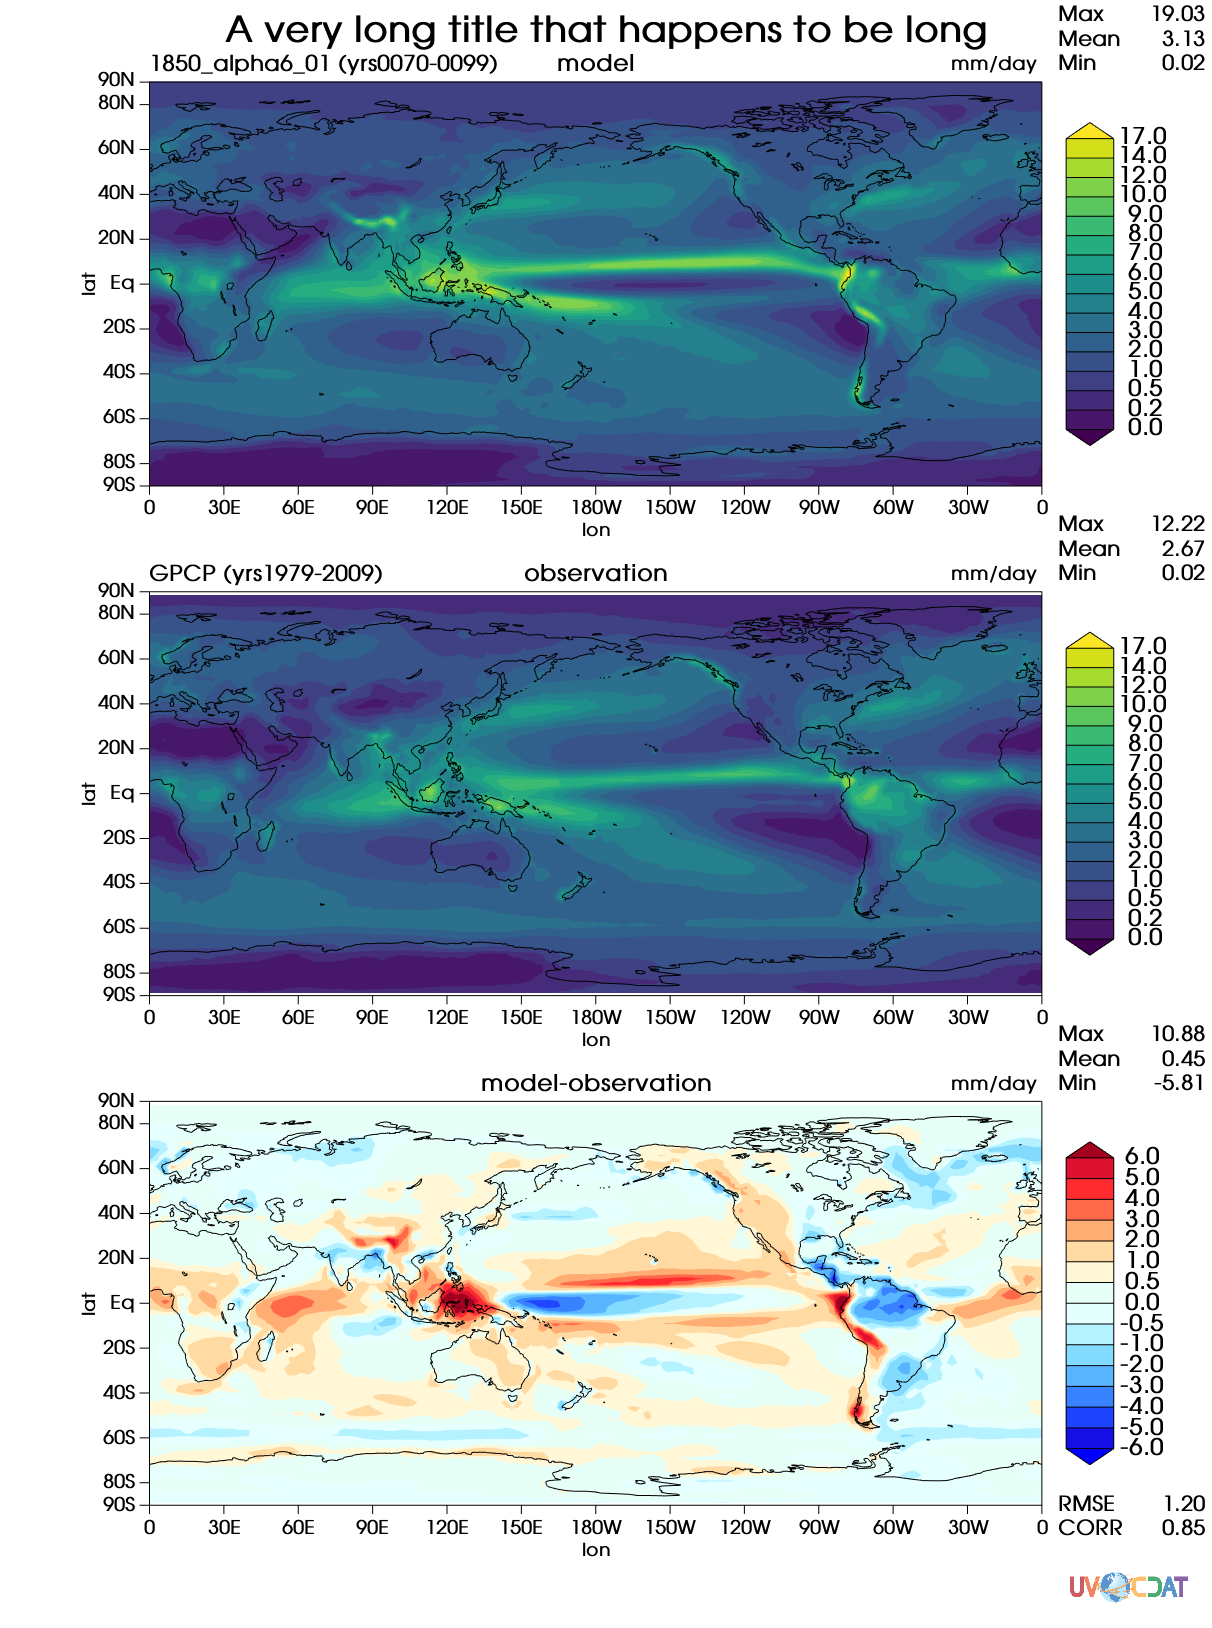 A very long title that happens to be long
1850_alpha6_01 (yrs0070-0099) model mm/day
Max 19.03
Mean 3.13
Min 0.02
90N
80N
60N
40N
20N
Eq
20S
40S
60S
80S
90S
lat
0 30E 60E 90E 120E 150E 180W 150W 120W 90W 60W 30W 0
lon
17.0
14.0
12.0
10.0
9.0
8.0
7.0
6.0
5.0
4.0
3.0
2.0
1.0
0.5
0.2
0.0
GPCP (yrs1979-2009) observation mm/day
Max 12.22
Mean 2.67
Min 0.02
90N
80N
60N
40N
20N
Eq
20S
40S
60S
80S
90S
lat
0 30E 60E 90E 120E 150E 180W 150W 120W 90W 60W 30W 0
lon
17.0
14.0
12.0
10.0
9.0
8.0
7.0
6.0
5.0
4.0
3.0
2.0
1.0
0.5
0.2
0.0
model-observation mm/day
Max 10.88
Mean 0.45
Min -5.81
90N
80N
60N
40N
20N
Eq
20S
40S
60S
80S
90S
lat
0 30E 60E 90E 120E 150E 180W 150W 120W 90W 60W 30W 0
lon
6.0
5.0
4.0
3.0
2.0
1.0
0.5
0.0
-0.5
-1.0
-2.0
-3.0
-4.0
-5.0
-6.0
RMSE 1.20
CORR 0.85
UV CDAT